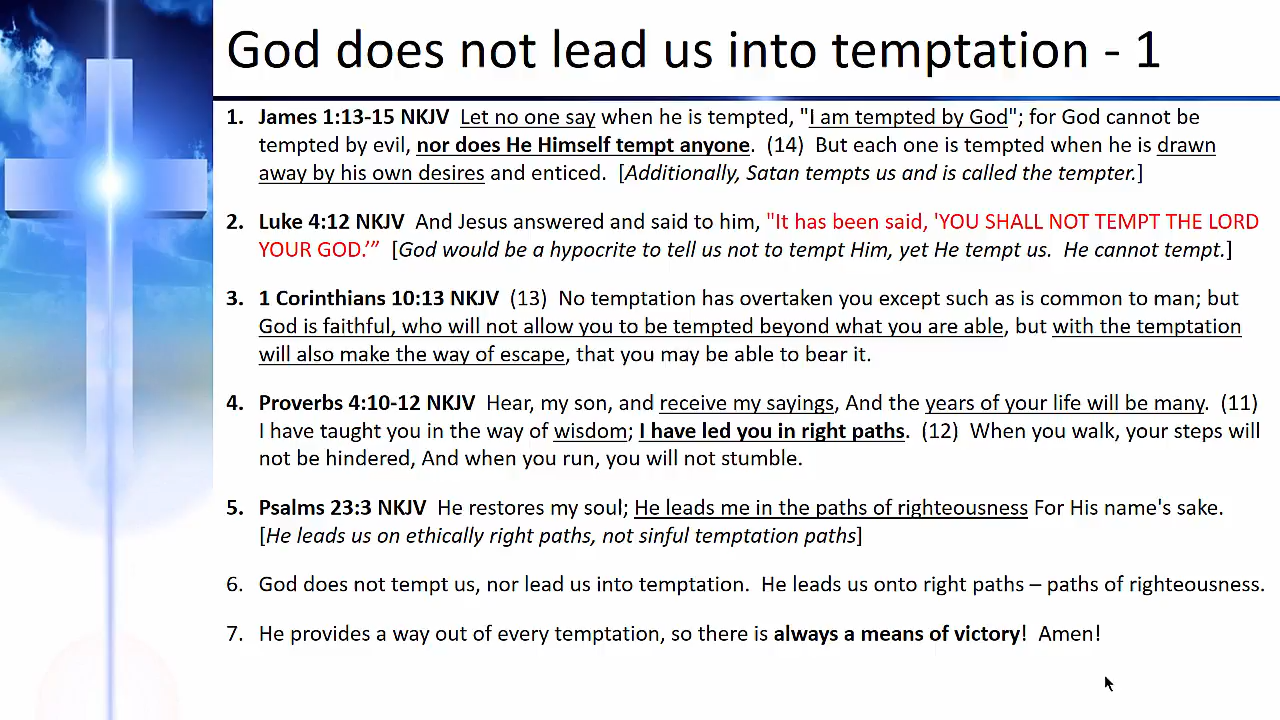 God does not lead us into temptation - 1
1. James 1:13-15 NKJV Let no one say when he is tempted, "I am tempted by God"; for God cannot be
tempted by evil, nor does He Himself tempt anyone. (14) But each one is tempted when he is drawn
away by his own desires and enticed. [Additionally, Satan tempts us and is called the tempter.]
2. Luke 4:12 NKJV And Jesus answered and said to him, "It has been said, 'YOU SHALL NOT TEMPT THE LORD
YOUR GOD.’” [God would be a hypocrite to tell us not to tempt Him, yet He tempt us. He cannot tempt.]
3. 1 Corinthians 10:13 NKJV (13) No temptation has overtaken you except such as is common to man; but
God is faithful, who will not allow you to be tempted beyond what you are able, but with the temptation
will also make the way of escape, that you may be able to bear it.
4. Proverbs 4:10-12 NKJV Hear, my son, and receive my sayings, And the years of your life will be many. (11)
I have taught you in the way of wisdom; I have led you in right paths. (12) When you walk, your steps will
not be hindered, And when you run, you will not stumble.
5. Psalms 23:3 NKJV He restores my soul; He leads me in the paths of righteousness For His name's sake.
[He leads us on ethically right paths, not sinful temptation paths]
6. God does not tempt us, nor lead us into temptation. He leads us onto right paths – paths of righteousness.
7. He provides a way out of every temptation, so there is always a means of victory! Amen!